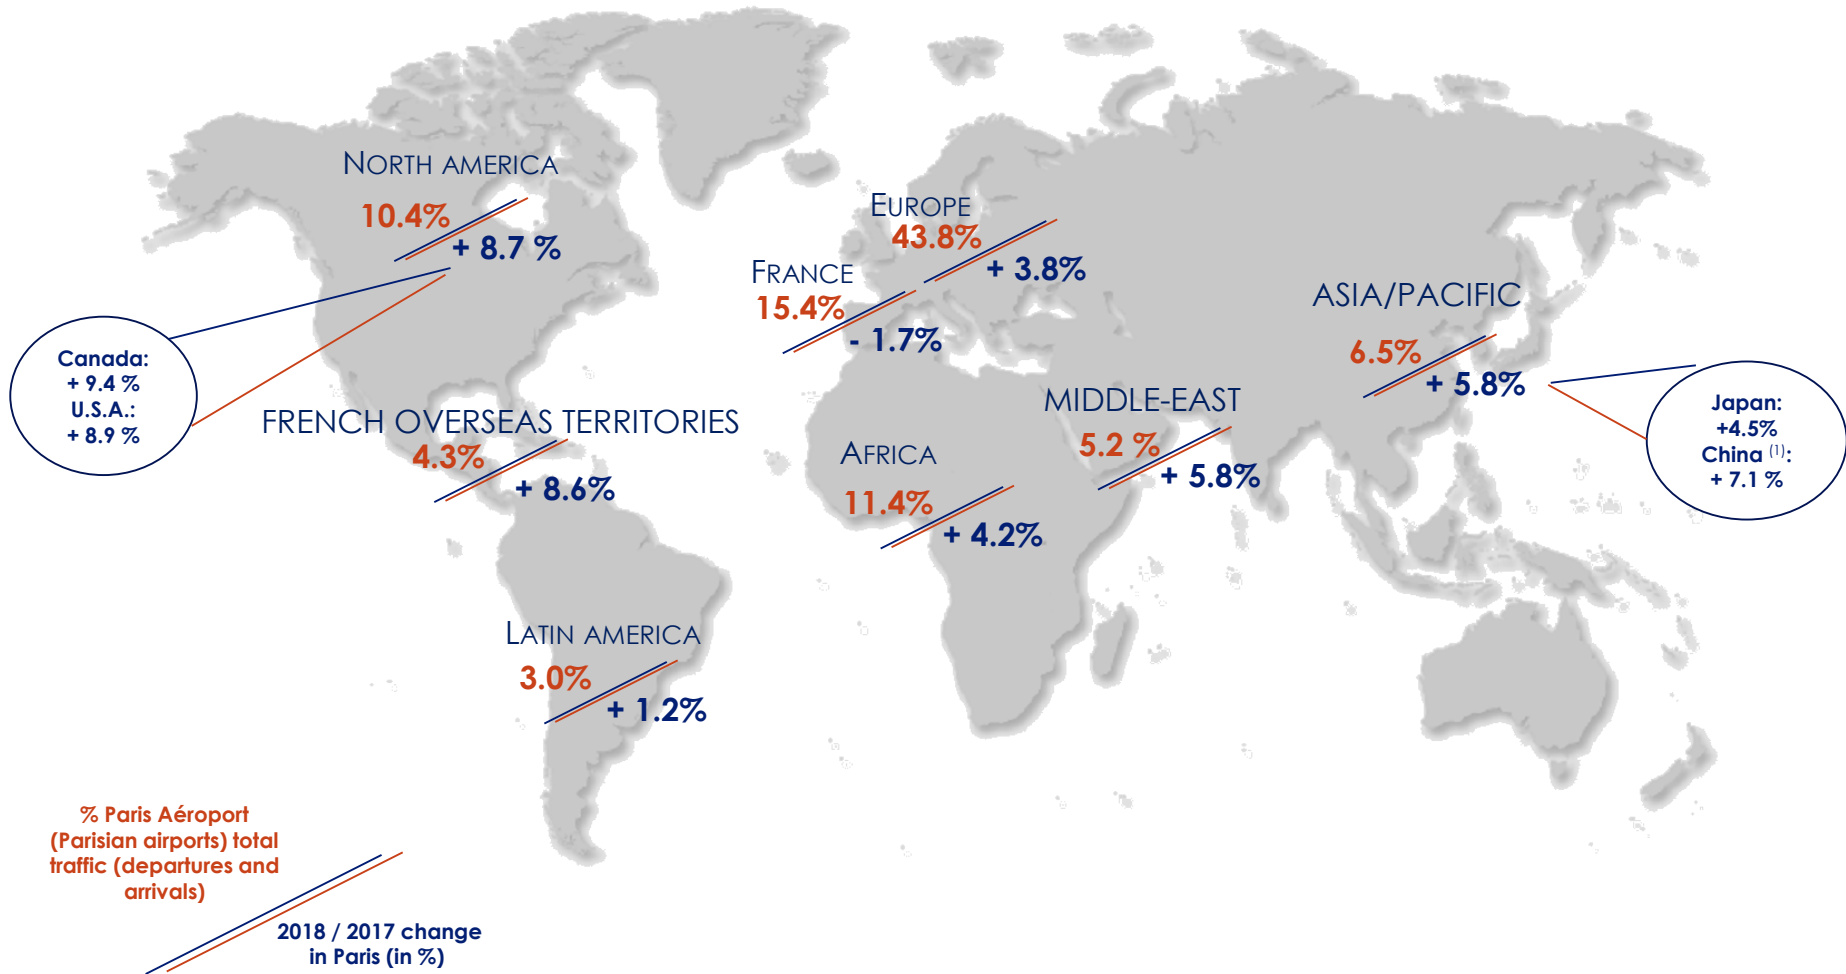 NORTH AMERICA
10.4%
+ 8.7 %
EUROPE
43.8%
+ 3.8%
FRANCE
15.4%
- 1.7%
ASIA/PACIFIC
6.5%
+ 5.8%
Canada:
+ 9.4 %
U.S.A.:
+ 8.9 %
FRENCH OVERSEAS TERRITORIES
4.3%
+ 8.6%
MIDDLE-EAST
5.2 %
+ 5.8%
Japan:
+4.5%
China (1):
+ 7.1 %
AFRICA
11.4%
+ 4.2%
LATIN AMERICA
3.0%
+ 1.2%
% Paris Aéroport
(Parisian airports) total
traffic (departures and
arrivals)
2018 / 2017 change
in Paris (in %)